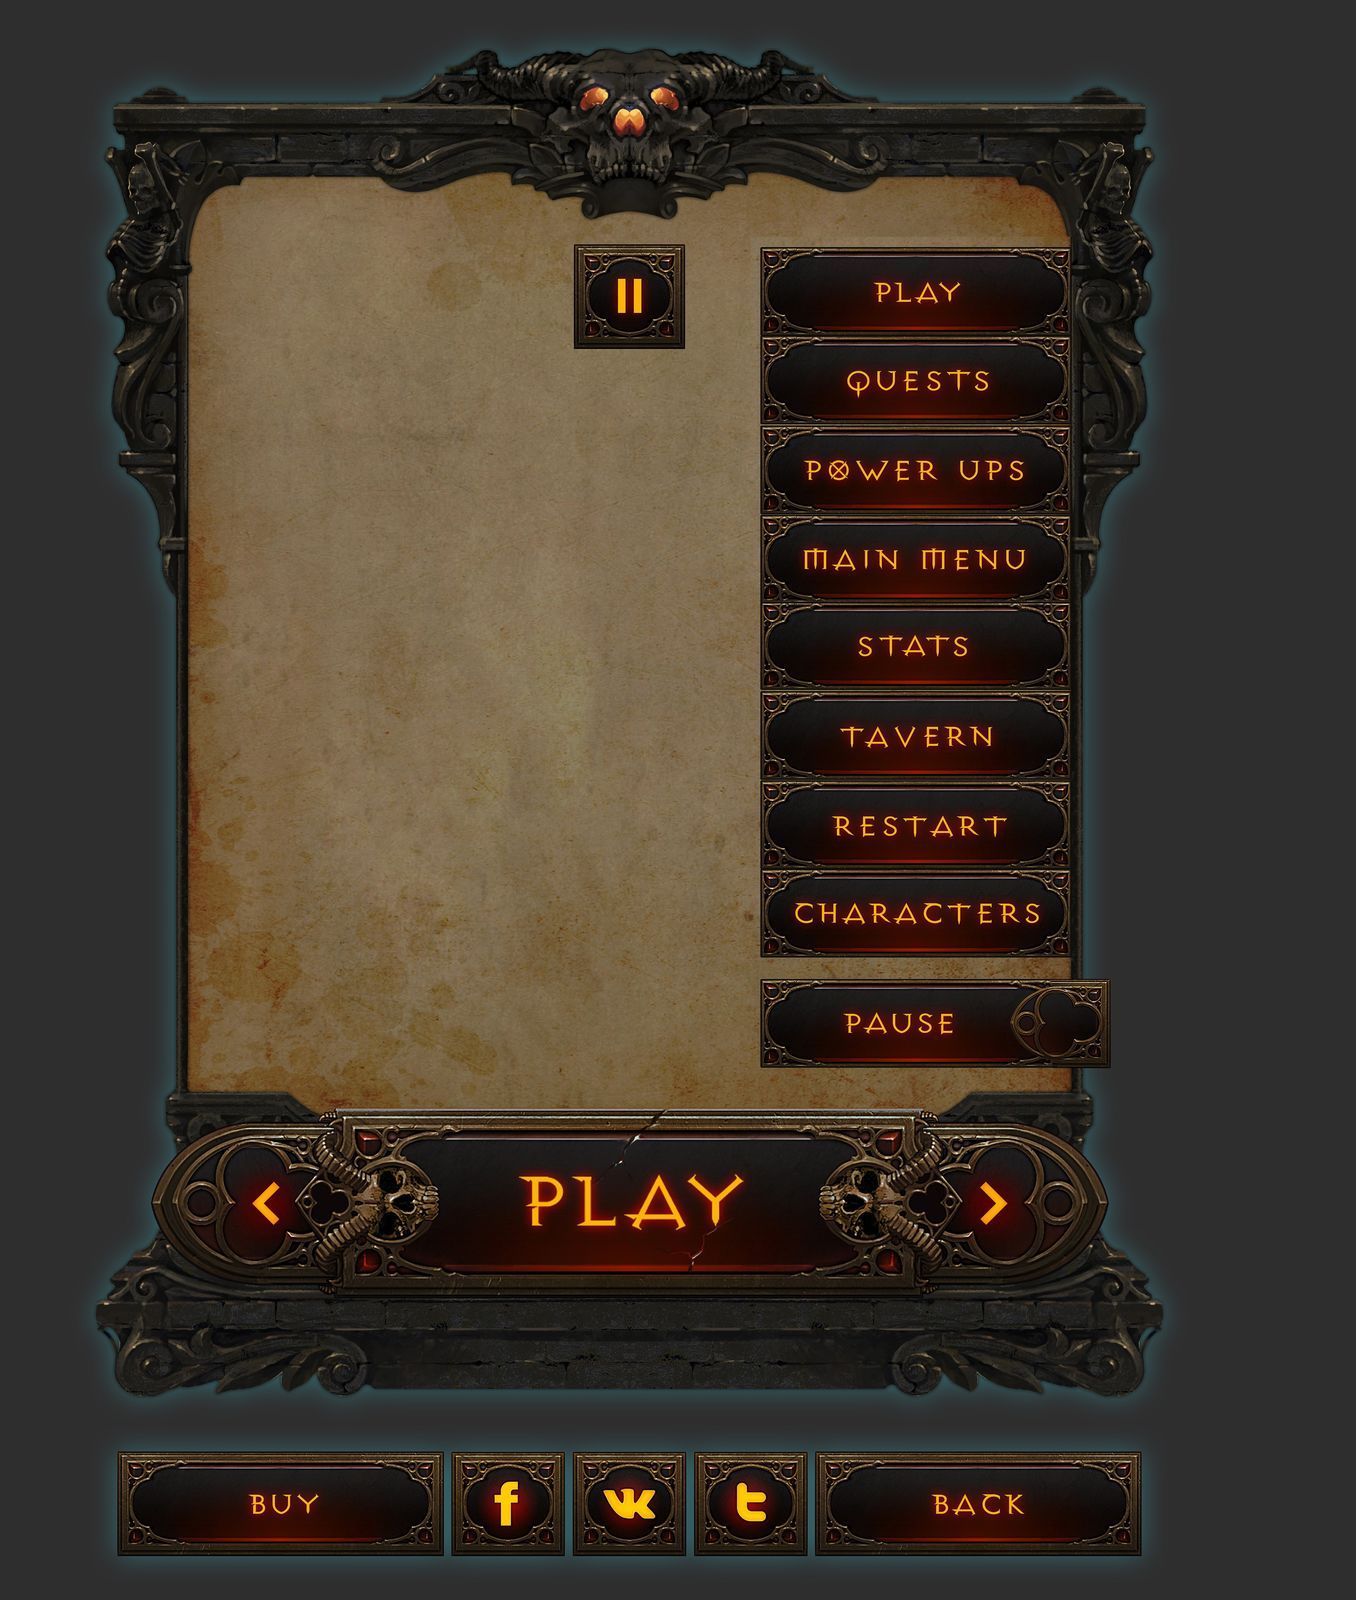 PLAY
QUESTS
POWER UPS
MAIN MENU
STATS
TAVERN
RESTART
CHARACTERS
PAUSE
PLAY
BUY
BACK